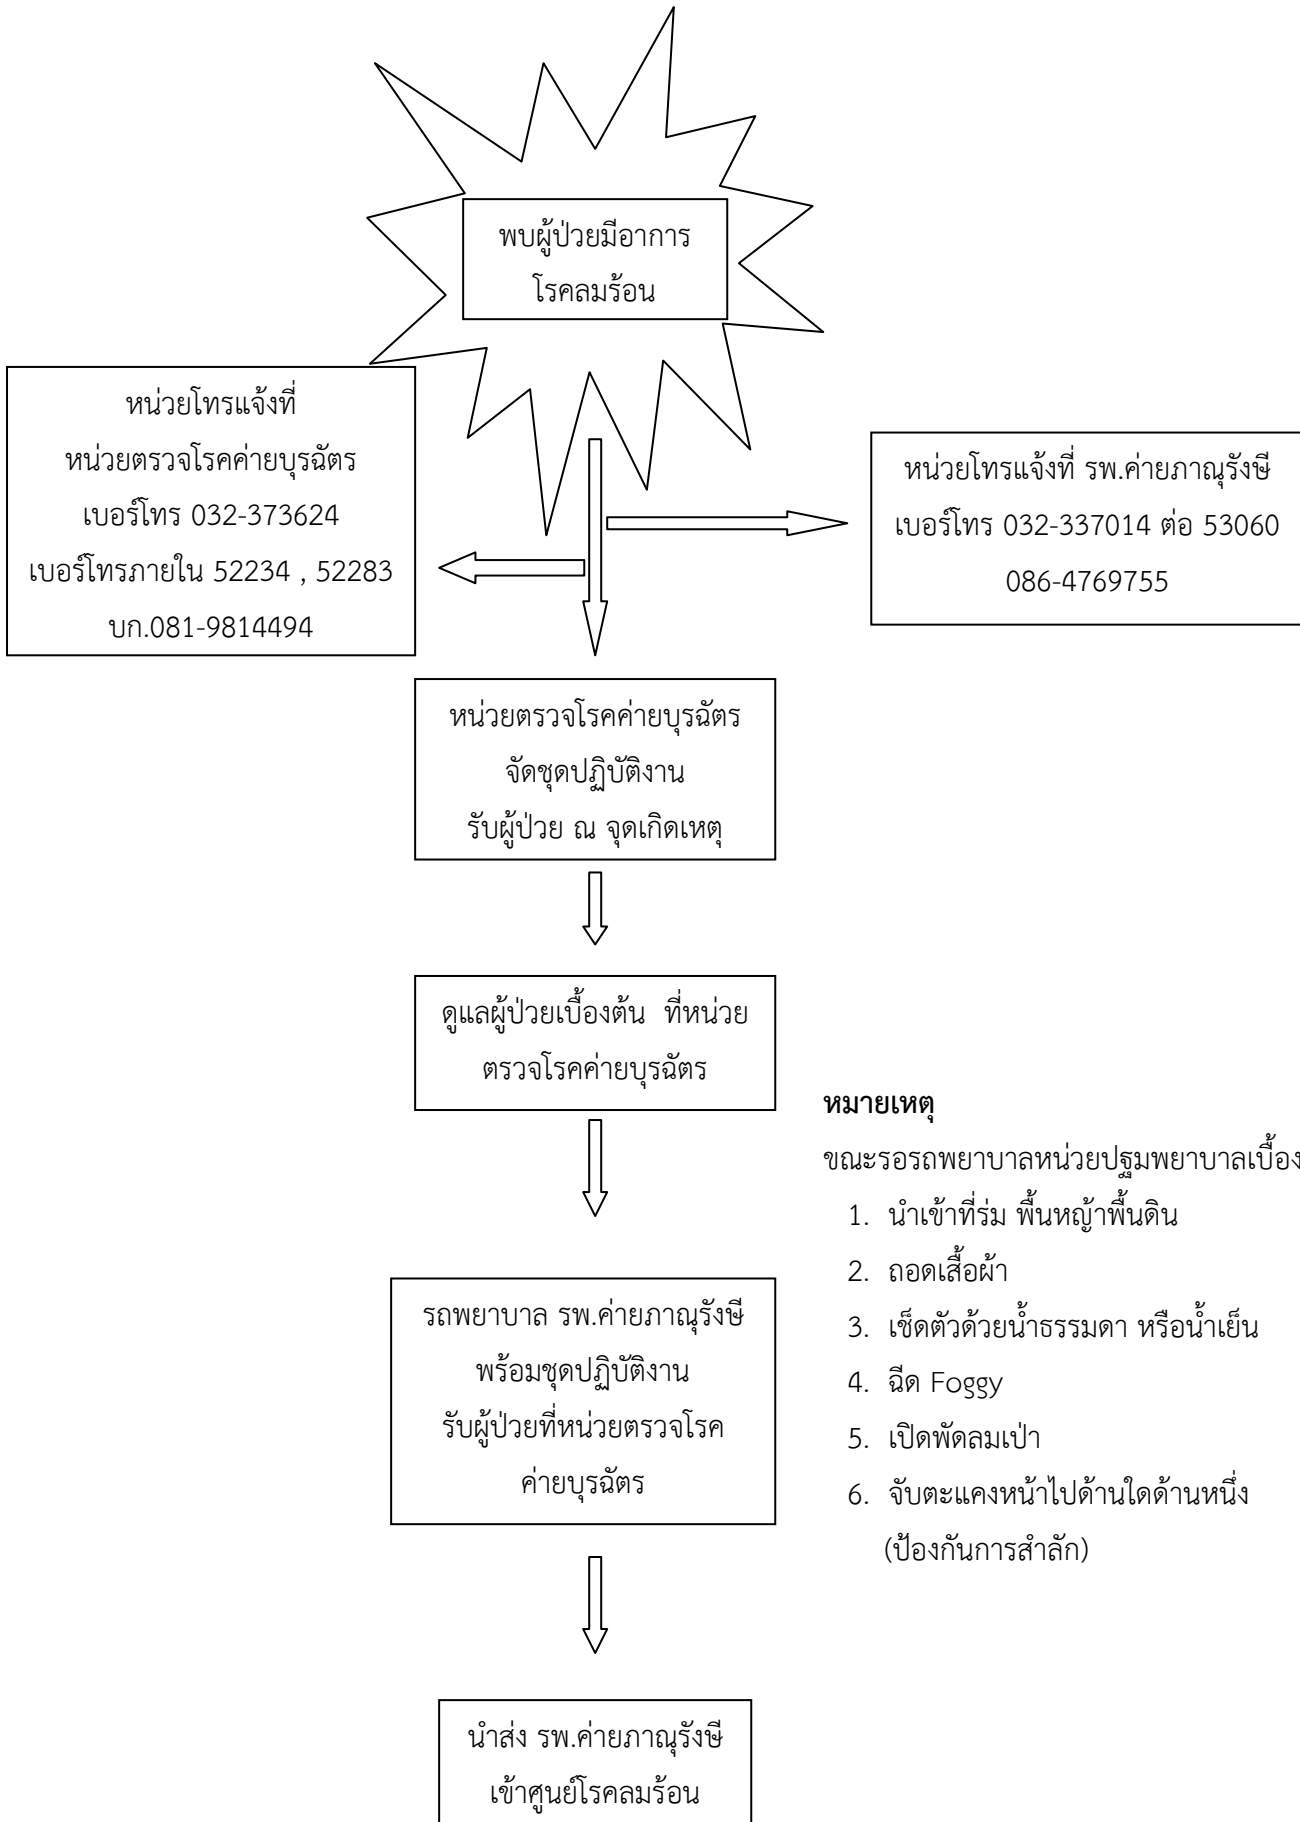 พบผู้ป่วยมีอาการ
โรคลมร้อน
หน่วยโทรแจ้งที่
หน่วยตรวจโรคค่ายบุรฉัตร
เบอร์โทร 032-373624
เบอร์โทรภายใน 52234 , 52283
บก.081-9814494
หน่วยโทรแจ้งที่ รพ.ค่ายภาณุรังษี
เบอร์โทร 032-337014 ต่อ 53060
086-4769755
หน่วยตรวจโรคค่ายบุรฉัตร
จัดชุดปฏิบัติงาน
รับผู้ป่วย ณ จุดเกิดเหตุ
ดูแลผู้ป่วยเบื้องต้น ที่หน่วย
ตรวจโรคค่ายบุรฉัตร
รถพยาบาล รพ.ค่ายภาณุรังษี
พร้อมชุดปฏิบัติงาน
รับผู้ป่วยที่หน่วยตรวจโรค
ค่ายบุรฉัตร
นำส่ง รพ.ค่ายภาณุรังษี
เข้าศูนย์โรคลมร้อน
หมายเหตุ
ขณะรอรถพยาบาลหน่วยปฐมพยาบาลเบื้อง
1. นำเข้าที่ร่ม พื้นหญ้าพื้นดิน
2. ถอดเสื้อผ้า
3. เช็ดตัวด้วยน้ำธรรมดา หรือน้ำเย็น
4. ฉีด Foggy
5. เปิดพัดลมเป่า
6. จับตะแคงหน้าไปด้านใดด้านหนึ่ง
(ป้องกันการสำลัก)